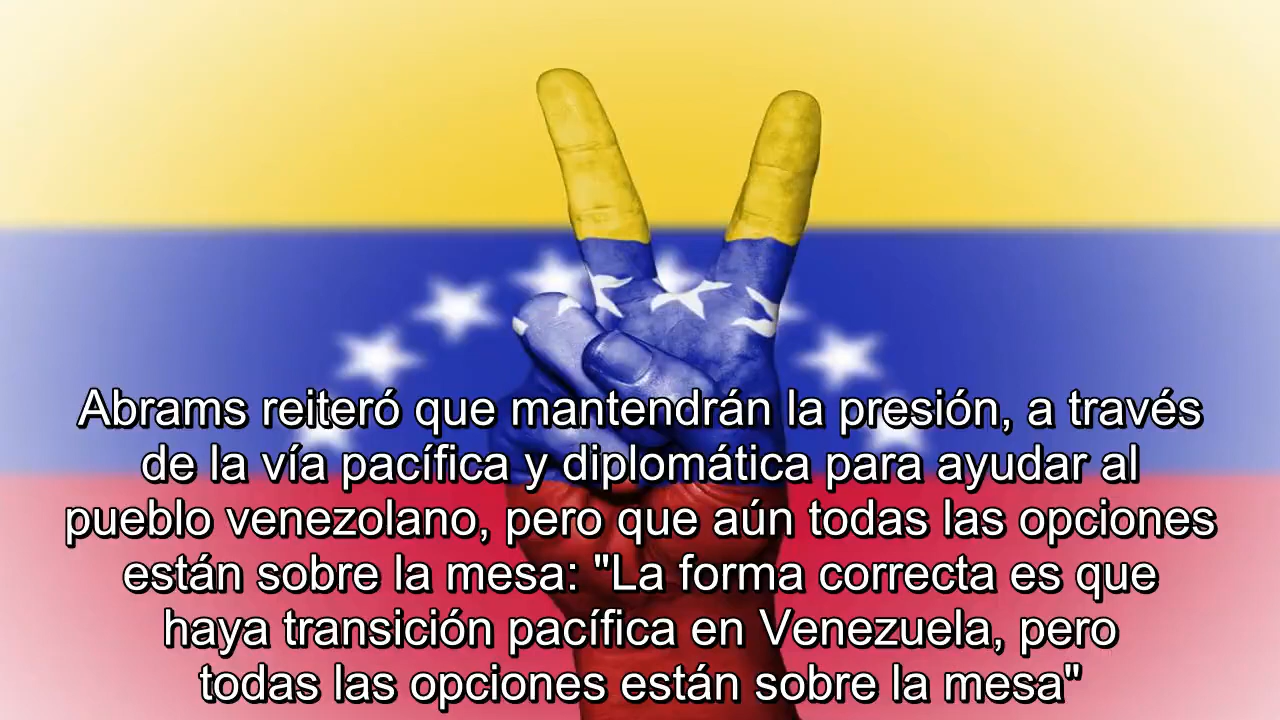 Abrams reiteró que mantendrán la presión, a través
de la vía pacífica y diplomática para ayudar al
pueblo venezolano, pero que aún todas las opciones
están sobre la mesa: "La forma correcta es que
haya transición pacífica en Venezuela, pero
todas las opciones están sobre la mesa"